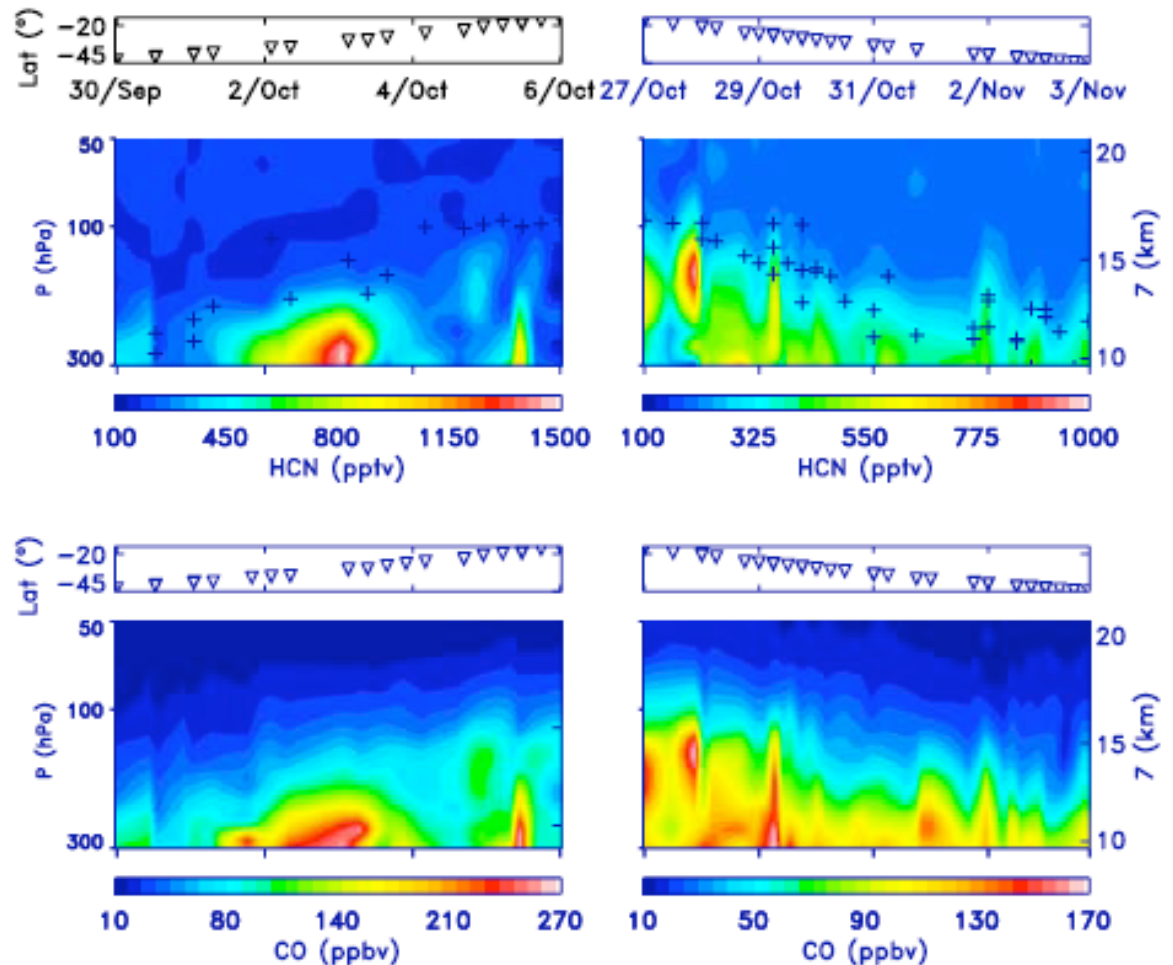 Lat (°)
-20
-45
30/Sep 2/Oct 4/Oct 6/Oct
27/Oct 29/Oct 31/Oct 2/Nov 3/Nov
P (hPa)
50
100
300
20
15
10
7 (km)
100 450 800 1150 1500
HCN (pptv)
100 325 550 775 1000
HCN (pptv)
Lat (°)
-20
-45
P (hPa)
50
100
300
20
15
10
7 (km)
10 80 140 210 270
CO (ppbv)
10 50 90 130 170
CO (ppbv)